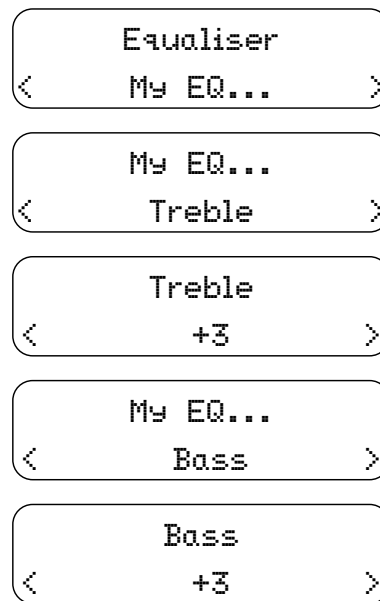 Equaliser
< My EQ... >
My EQ...
< Treble >
Treble
< +3 >
My EQ...
< Bass >
Bass
< +3 >